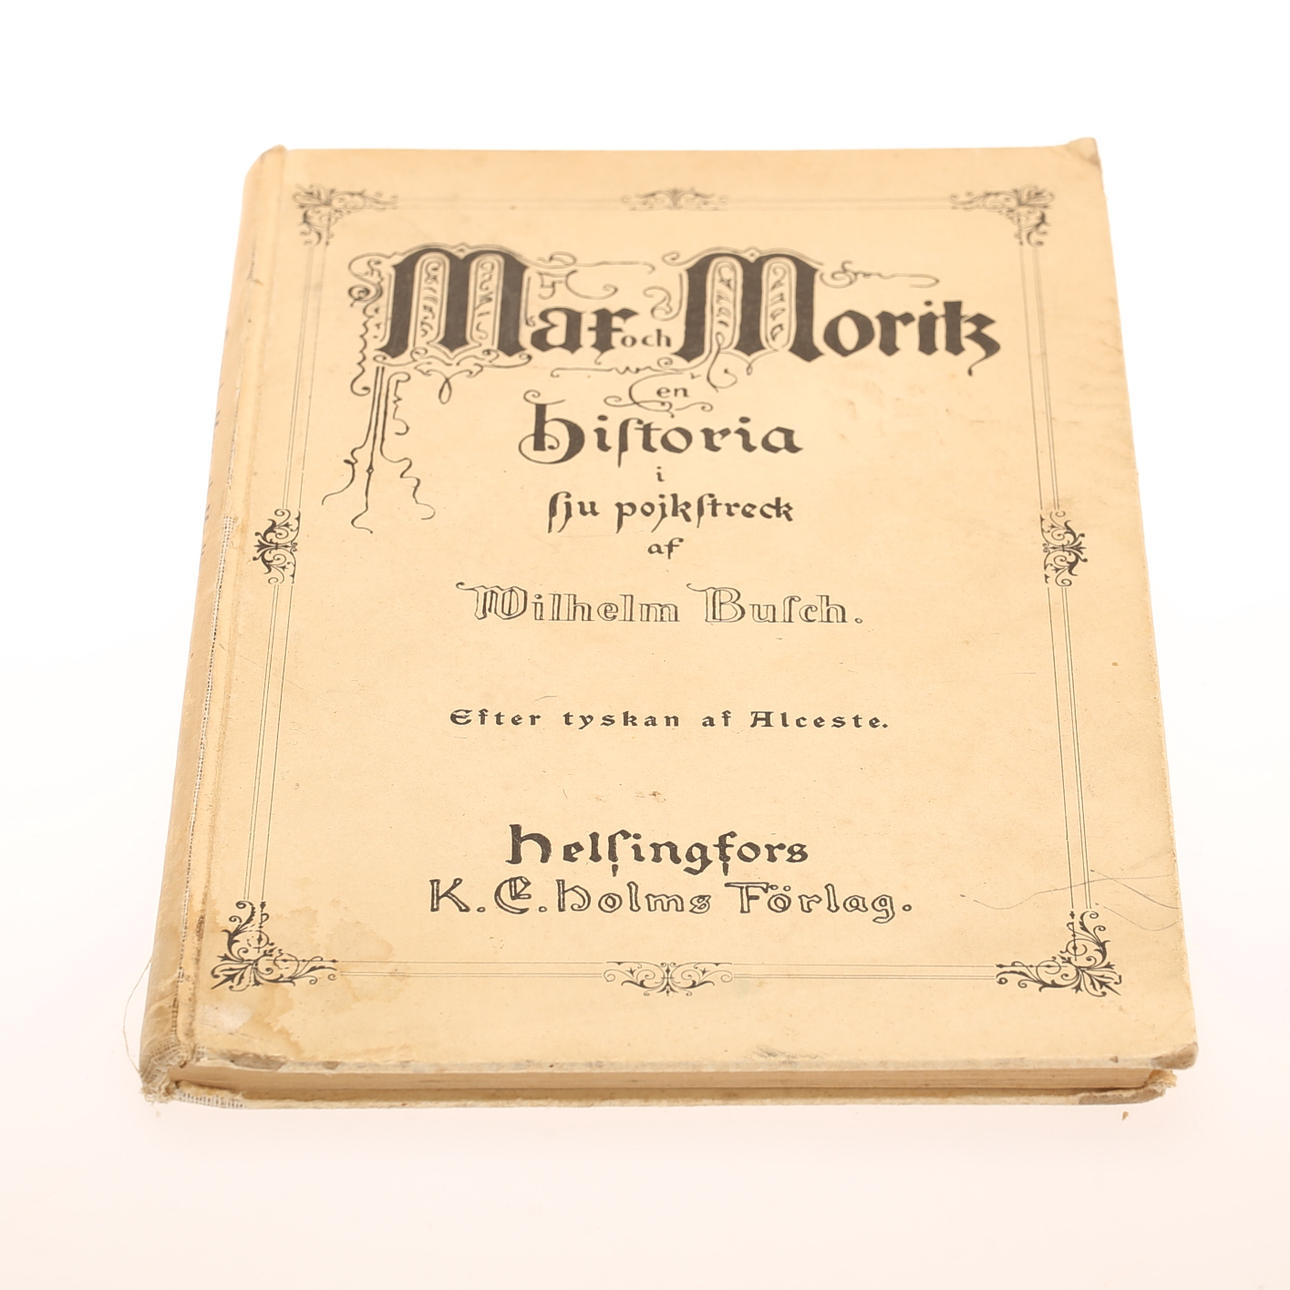 Max och Moritz
en
hiſtoria
i
ſju pojkſtreck
af
Wilhelm Buſch.
Efter tyskan af Alceste.
Helſingfors
K. E. Holms Förlag.